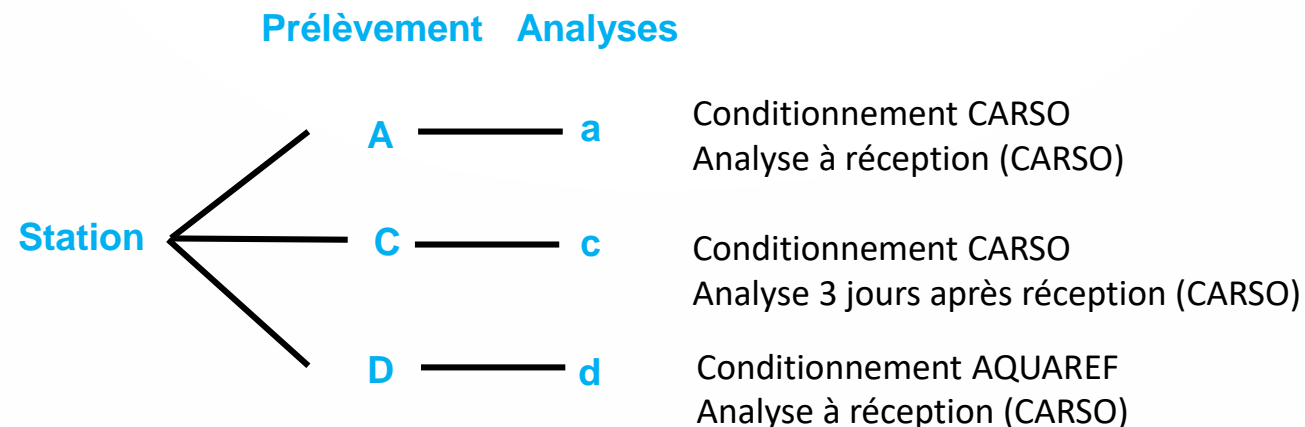 Prélèvement Analyses
A a Conditionnement CARSO
Analyse à réception (CARSO)
Station C c Conditionnement CARSO
Analyse 3 jours après réception (CARSO)
D d Conditionnement AQUAREF
Analyse à réception (CARSO)